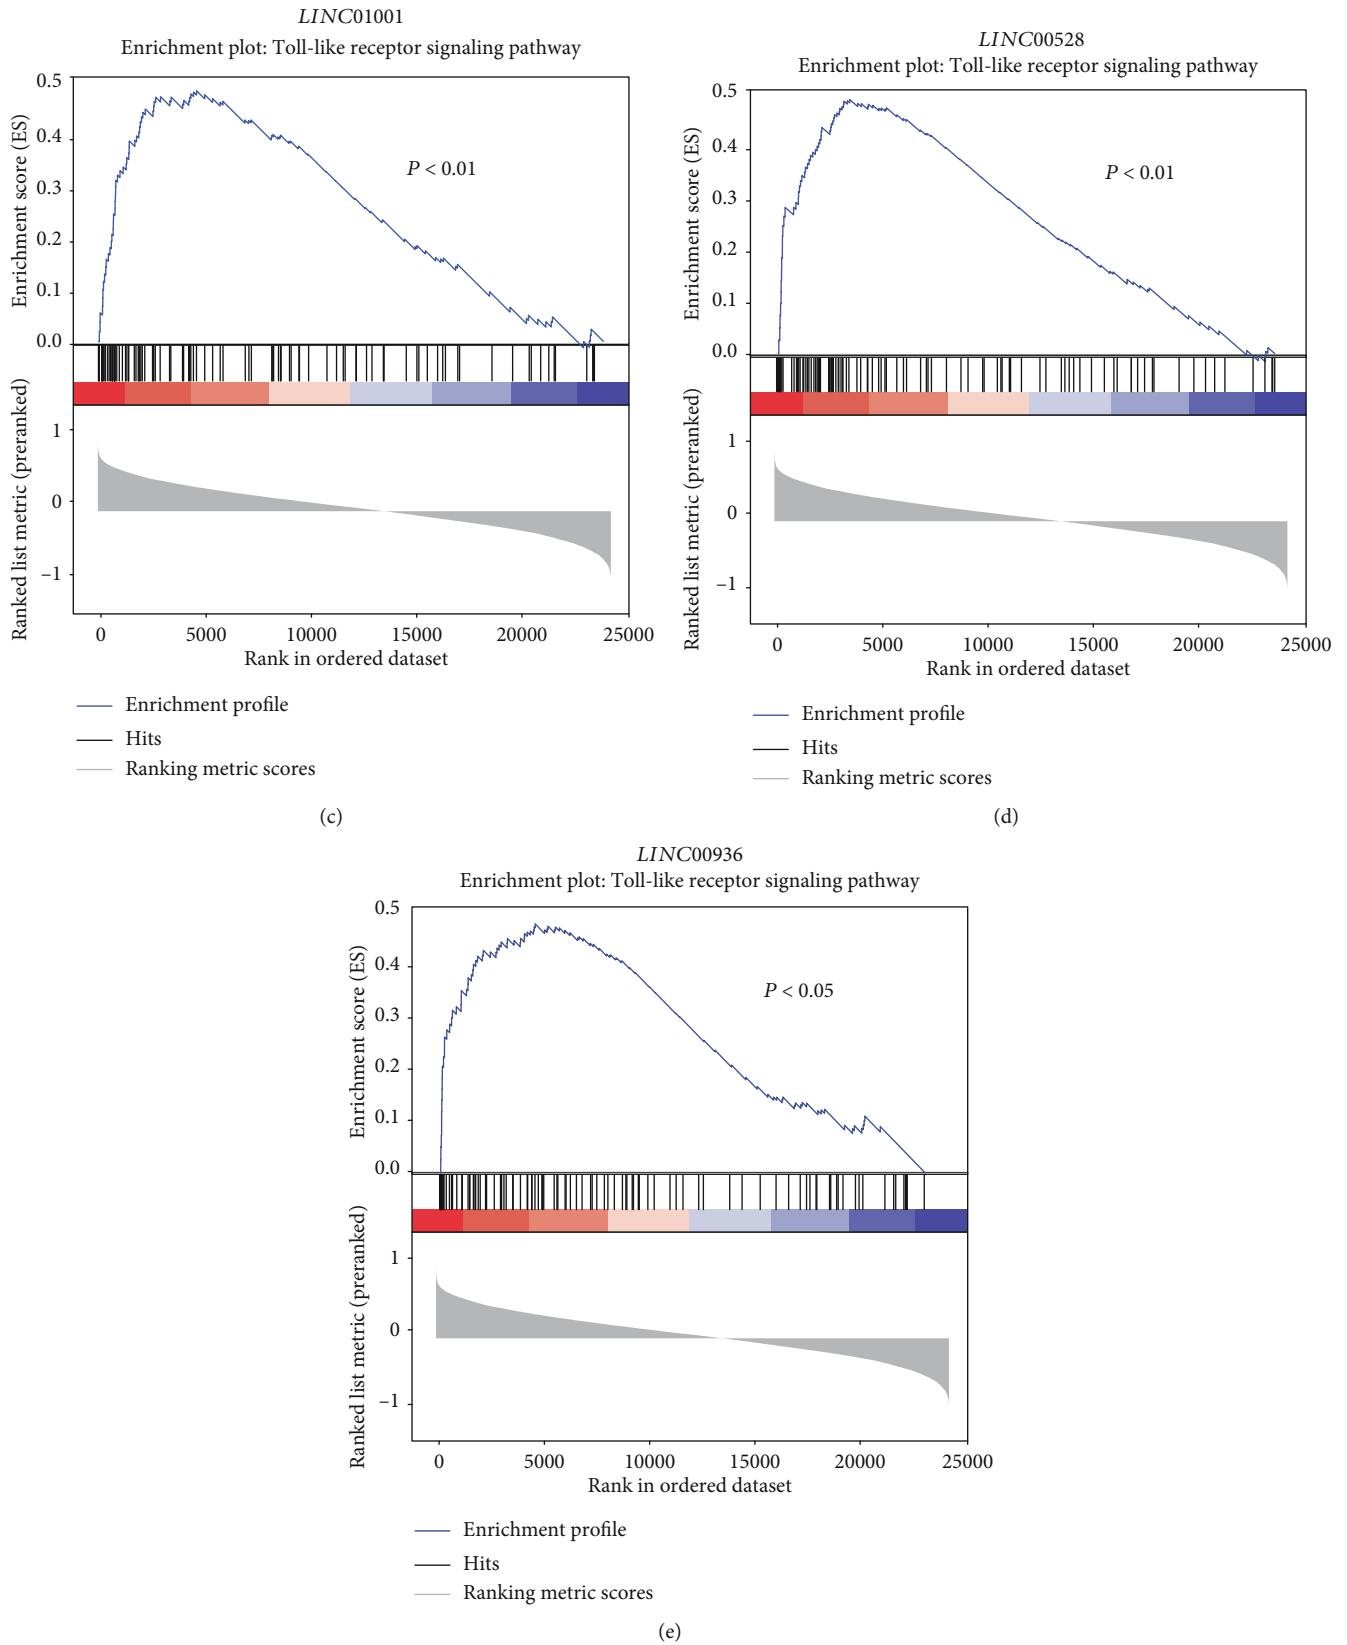 LINC01001
Enrichment plot: Toll-like receptor signaling pathway
Enrichment score (ES)
0.5
0.4
0.3
0.2
0.1
0.0
P < 0.01
Ranked list metric (preranked)
1
0
−1
0 5000 10000 15000 20000 25000
Rank in ordered dataset
Enrichment profile
Hits
Ranking metric scores
(c)
LINC00528
Enrichment plot: Toll-like receptor signaling pathway
Enrichment score (ES)
0.5
0.4
0.3
0.2
0.1
0.0
P < 0.01
Ranked list metric (preranked)
1
0
−1
0 5000 10000 15000 20000 25000
Rank in ordered dataset
Enrichment profile
Hits
Ranking metric scores
(d)
LINC00936
Enrichment plot: Toll-like receptor signaling pathway
Enrichment score (ES)
0.5
0.4
0.3
0.2
0.1
0.0
P < 0.05
Ranked list metric (preranked)
1
0
−1
0 5000 10000 15000 20000 25000
Rank in ordered dataset
Enrichment profile
Hits
Ranking metric scores
(e)